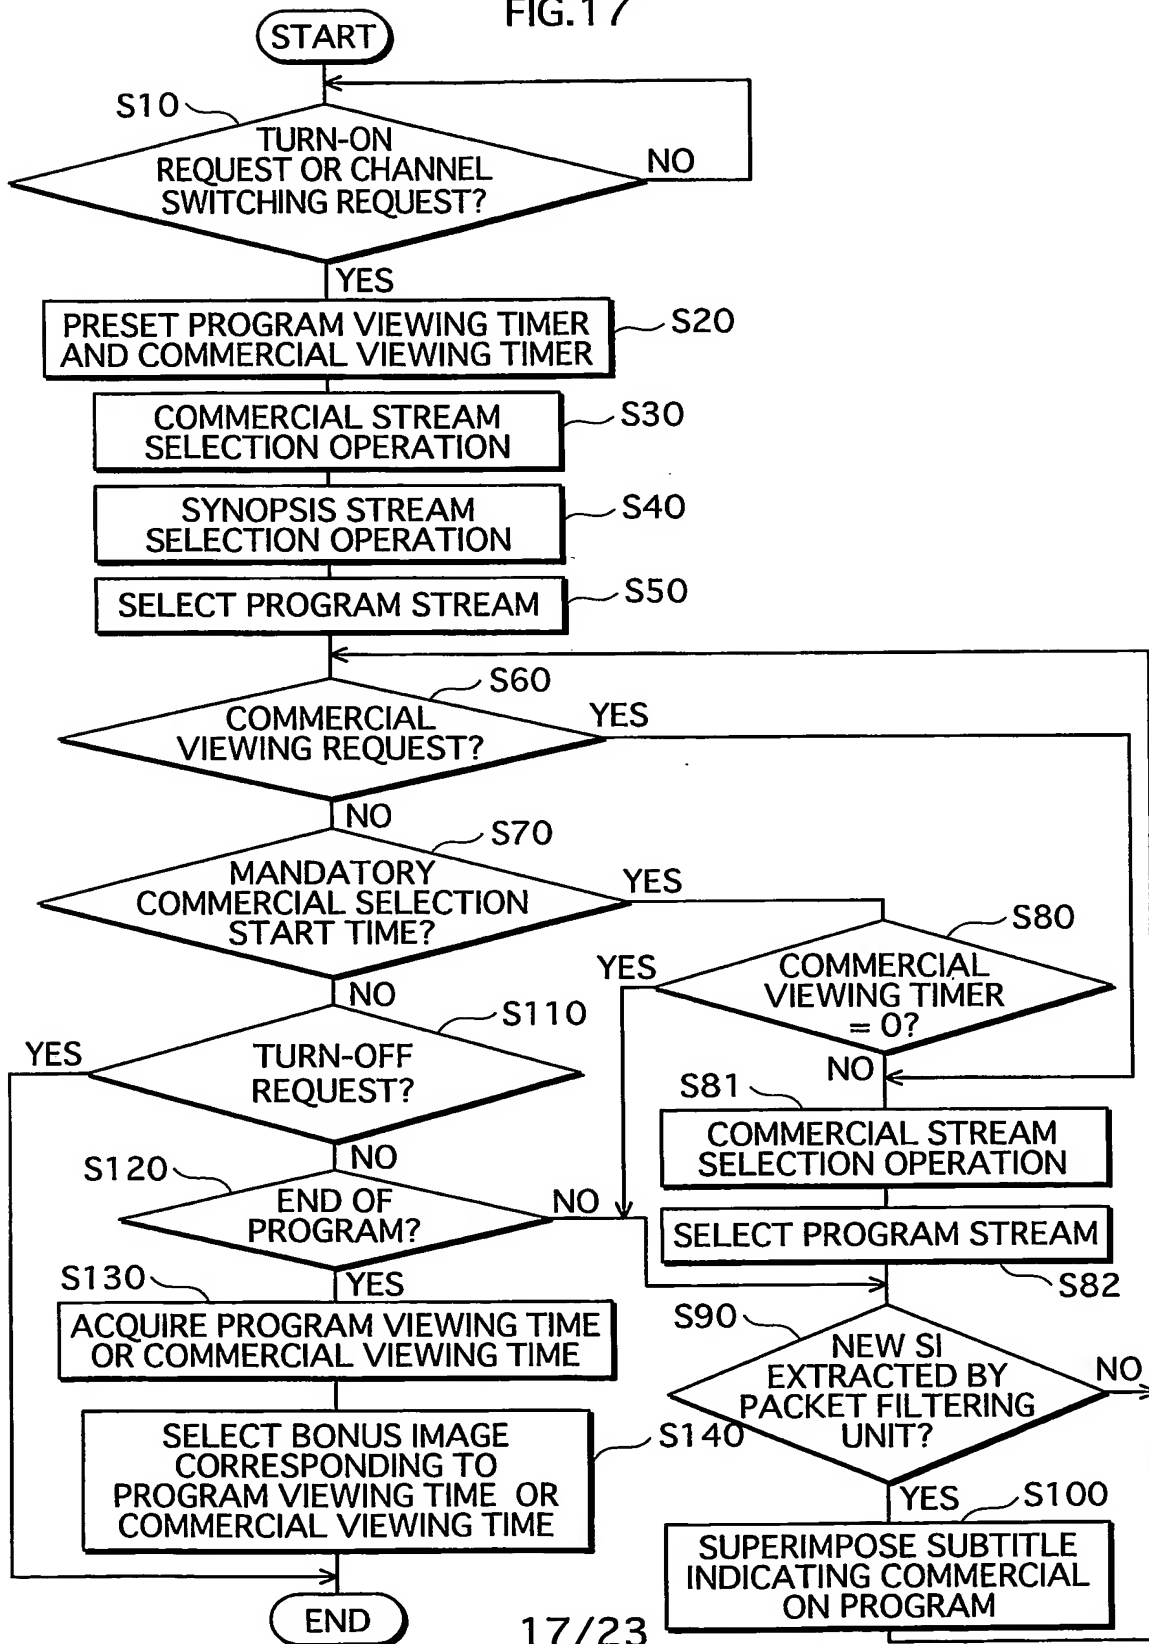 FIG.17
START
S10
TURN-ON
REQUEST OR CHANNEL
SWITCHING REQUEST?
NO
YES
PRESET PROGRAM VIEWING TIMER
AND COMMERCIAL VIEWING TIMER
S20
COMMERCIAL STREAM
SELECTION OPERATION
S30
SYNOPSIS STREAM
SELECTION OPERATION
S40
SELECT PROGRAM STREAM
S50
S60
COMMERCIAL
VIEWING REQUEST?
YES
NO
S70
MANDATORY
COMMERCIAL SELECTION
START TIME?
YES
NO
S80
COMMERCIAL
VIEWING TIMER
= 0?
YES
NO
S110
TURN-OFF
REQUEST?
YES
NO
S81
COMMERCIAL STREAM
SELECTION OPERATION
SELECT PROGRAM STREAM
S82
S120
END OF
PROGRAM?
NO
YES
S130
ACQUIRE PROGRAM VIEWING TIME
OR COMMERCIAL VIEWING TIME
S90
NEW SI
EXTRACTED BY
PACKET FILTERING
UNIT?
NO
YES
SELECT BONUS IMAGE
CORRESPONDING TO
PROGRAM VIEWING TIME OR
COMMERCIAL VIEWING TIME
S140
S100
SUPERIMPOSE SUBTITLE
INDICATING COMMERCIAL
ON PROGRAM
END
17/23